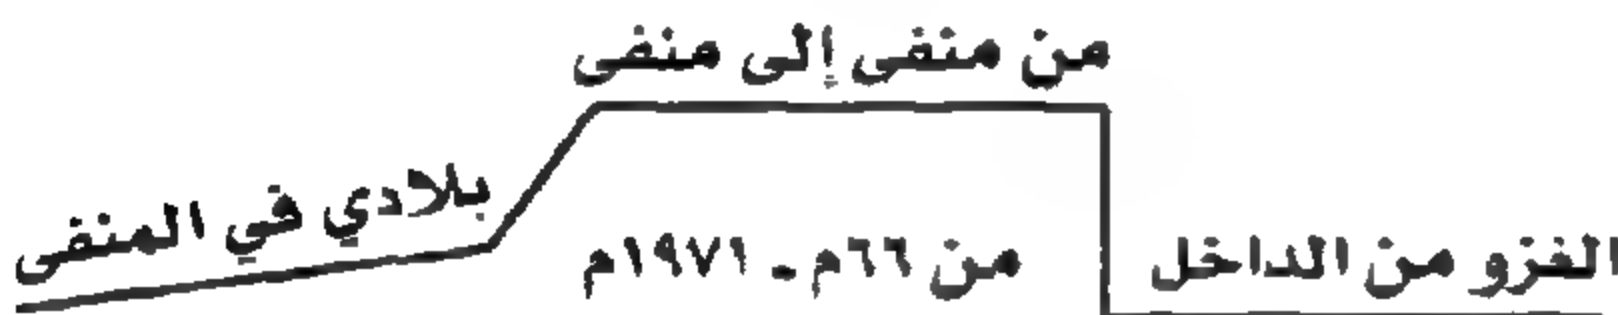 من منفى إلى منفى
بلادي في المنفى
من ٦٦م - ١٩٧١م
الغزو من الداخل